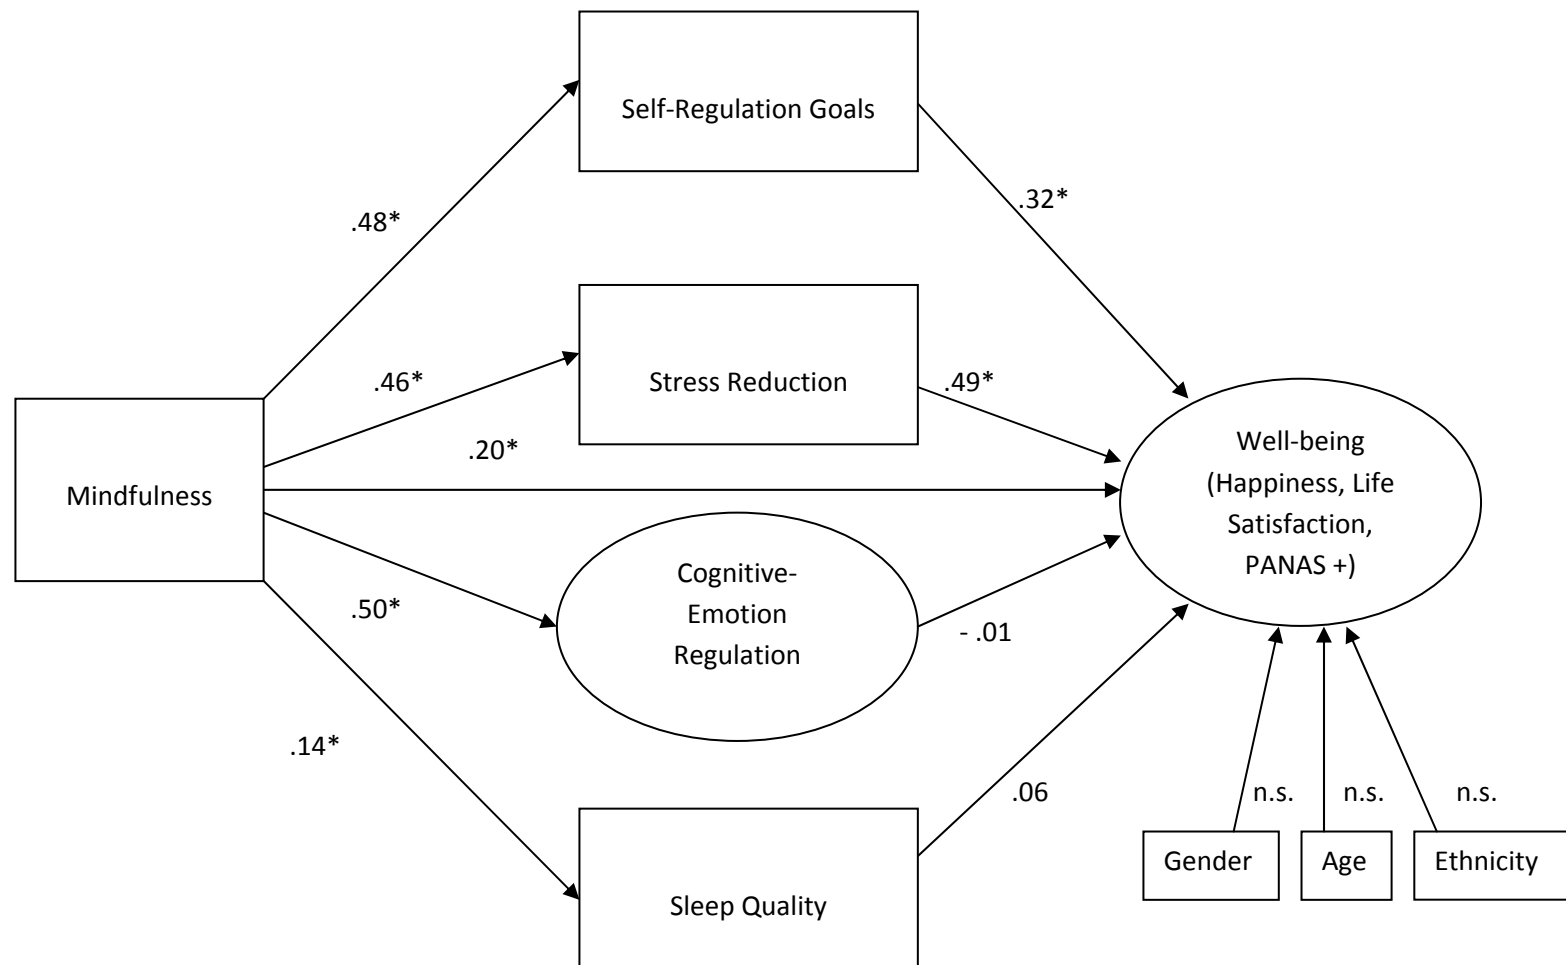 Self-Regulation Goals
.48*
.32*
Stress Reduction
.46*
.49*
.20*
Mindfulness
Well-being
(Happiness, Life
Satisfaction,
PANAS +)
Cognitive-
Emotion
Regulation
.50*
- .01
.14*
.06
n.s.
n.s.
n.s.
Gender
Age
Ethnicity
Sleep Quality